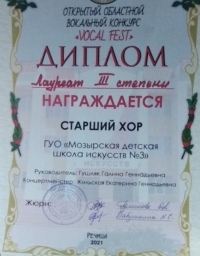 ОТКРЫТЫЙ ОБЛАСТНОЙ
ВОКАЛЬНЫЙ КОНКУРС
«VOCAL FEST»
ДИПЛОМ
Лауреат III степени
НАГРАЖДАЕТСЯ
СТАРШИЙ ХОР
ГУО «Мозырская детская
школа искусств №3»
Руководитель: Гушляк Галина Геннадьевна
Концертмейстер: Жильская Екатерина Геннадьевна
Жюри:
РЕЧИЦА
2021